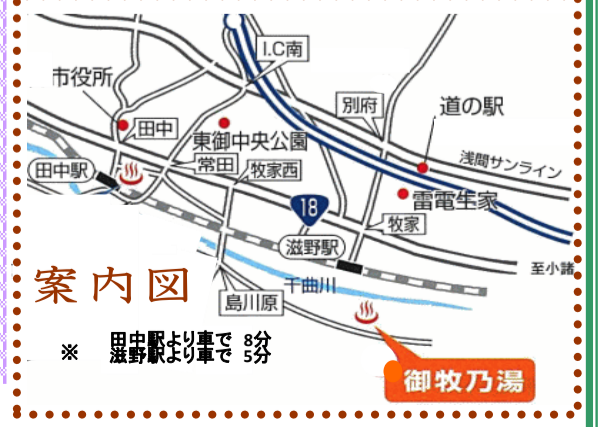 I.C南
市役所
別府
道の駅
田中
東御中央公園
浅間サンライン
田中駅
常田
牧家西
雷電生家
18
牧家
滋野駅
至小諸
案内図
千曲川
島川原
※ 田中駅より車で 8分
滋野駅より車で 5分
御牧乃湯